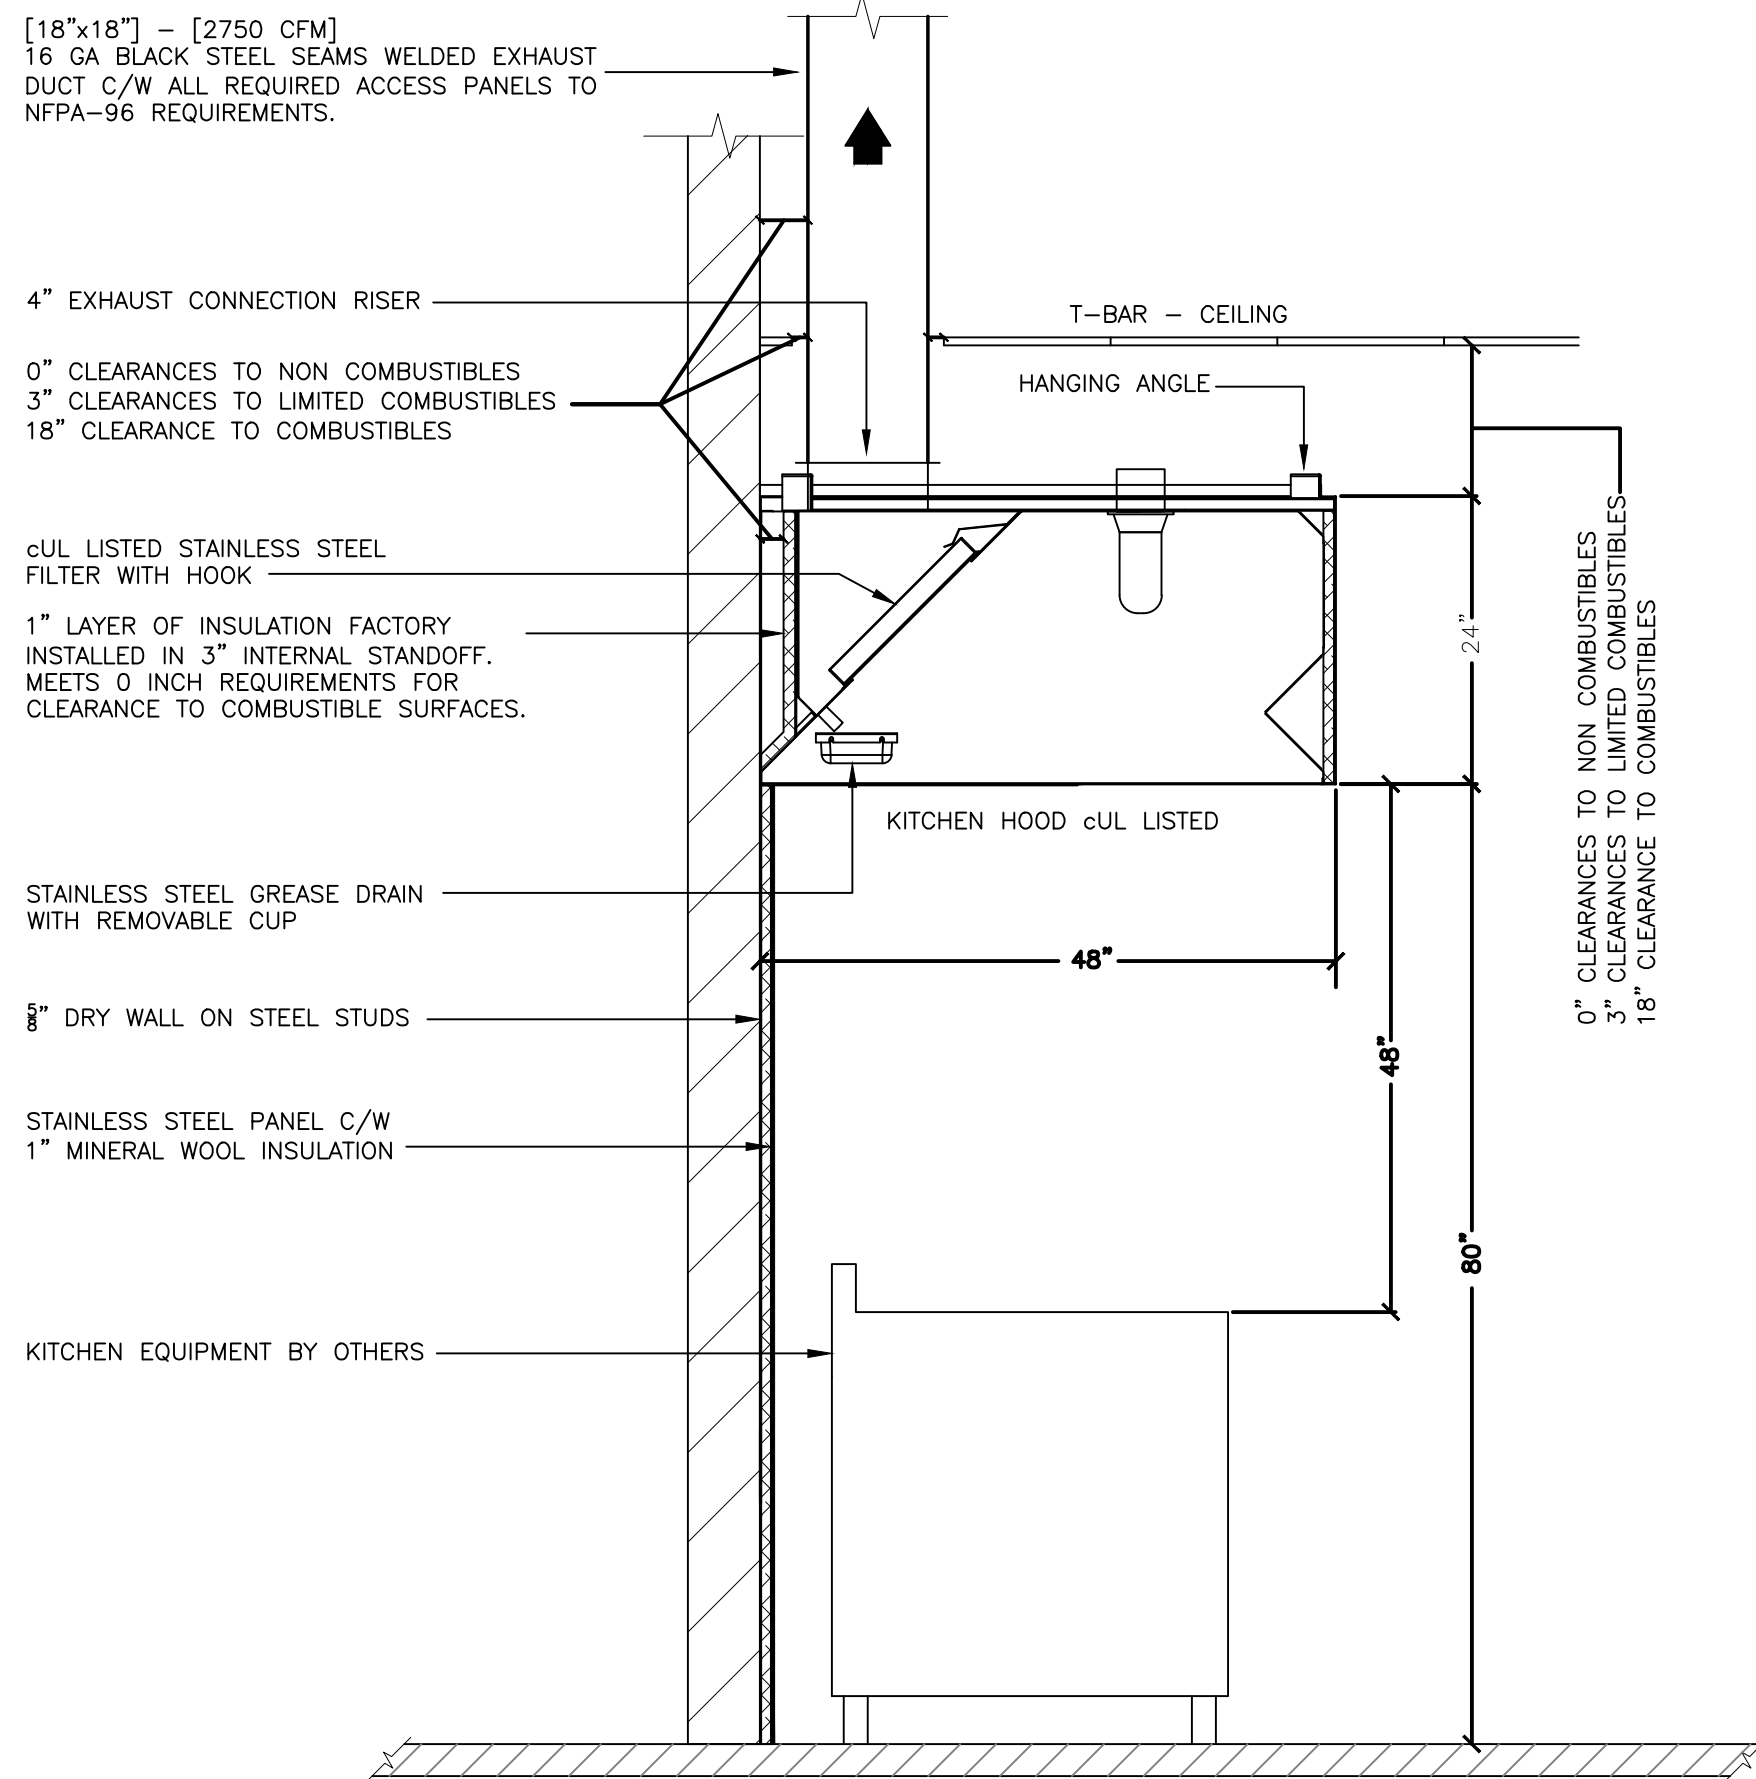 [18”x18”] – [2750 CFM]
16 GA BLACK STEEL SEAMS WELDED EXHAUST
DUCT C/W ALL REQUIRED ACCESS PANELS TO
NFPA–96 REQUIREMENTS.
4” EXHAUST CONNECTION RISER
T–BAR – CEILING
0” CLEARANCES TO NON COMBUSTIBLES
3” CLEARANCES TO LIMITED COMBUSTIBLES
18” CLEARANCE TO COMBUSTIBLES
HANGING ANGLE
cUL LISTED STAINLESS STEEL
FILTER WITH HOOK
1” LAYER OF INSULATION FACTORY
INSTALLED IN 3” INTERNAL STANDOFF.
MEETS 0 INCH REQUIREMENTS FOR
CLEARANCE TO COMBUSTIBLE SURFACES.
24”
0” CLEARANCES TO NON COMBUSTIBLES
3” CLEARANCES TO LIMITED COMBUSTIBLES
18” CLEARANCE TO COMBUSTIBLES
KITCHEN HOOD cUL LISTED
STAINLESS STEEL GREASE DRAIN
WITH REMOVABLE CUP
48”
⅝” DRY WALL ON STEEL STUDS
48”
STAINLESS STEEL PANEL C/W
1” MINERAL WOOL INSULATION
80”
KITCHEN EQUIPMENT BY OTHERS